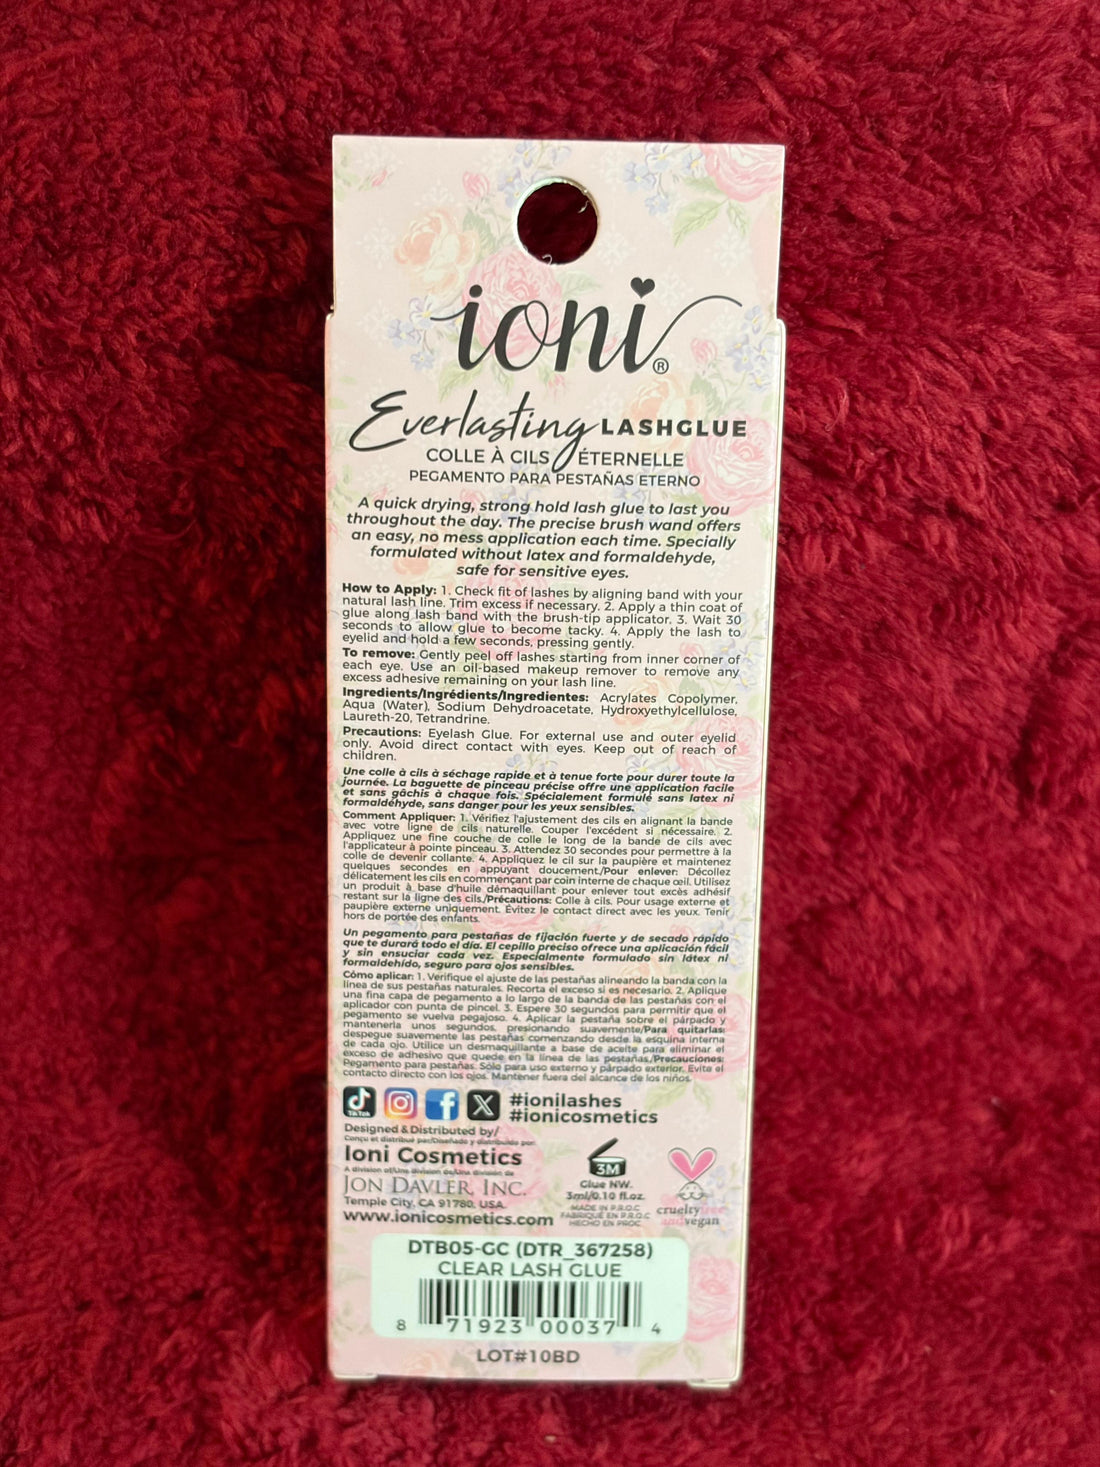 ioni®
Everlasting LASHGLUE
COLLE À CILS ÉTERNELLE
PEGAMENTO PARA PESTAÑAS ETERNO
A quick drying, strong hold lash glue to last you
throughout the day. The precise brush wand offers
an easy, no mess application each time. Specially
formulated without latex and formaldehyde,
safe for sensitive eyes.
How to Apply: 1. Check fit of lashes by aligning band with your
natural lash line. Trim excess if necessary. 2. Apply a thin coat of
glue along lash band with the brush-tip applicator. 3. Wait 30
seconds to allow glue to become tacky. 4. Apply the lash to
eyelid and hold a few seconds, pressing gently.
To remove: Gently peel off lashes starting from inner corner of
each eye. Use an oil-based makeup remover to remove any
excess adhesive remaining on your lash line.
Ingredients/Ingrédients/Ingredientes: Acrylates Copolymer,
Aqua (Water), Sodium Dehydroacetate, Hydroxyethylcellulose,
Laureth-20, Tetrandrine.
Precautions: Eyelash Glue. For external use and outer eyelid
only. Avoid direct contact with eyes. Keep out of reach of
children.
Une colle à cils à séchage rapide et à tenue forte pour durer toute la
journée. La baguette de pinceau précise offre une application facile
et sans gâchis à chaque fois. Spécialement formulé sans latex ni
formaldéhyde, sans danger pour les yeux sensibles.
Comment Appliquer: 1. Vérifiez l'ajustement des cils en alignant la bande
avec votre ligne de cils naturelle. Couper l'excédent si nécessaire. 2.
Appliquez une fine couche de colle le long de la bande de cils avec
l'applicateur à pointe pinceau. 3. Attendez 30 secondes pour permettre à la
colle de devenir collante. 4. Appliquez le cil sur la paupière et maintenez
quelques secondes en appuyant doucement./Pour enlever: Décollez
délicatement les cils en commençant par coin interne de chaque œil. Utilisez
un produit à base d'huile démaquillant pour enlever tout excès adhésif
restant sur la ligne des cils./Précautions: Colle à cils. Pour usage externe et
paupière externe uniquement. Évitez le contact direct avec les yeux. Tenir
hors de portée des enfants.
Un pegamento para pestañas de fijación fuerte y de secado rápido
que te durará todo el día. El cepillo preciso ofrece una aplicación fácil
y sin ensuciar cada vez. Especialmente formulado sin látex ni
formaldehído, seguro para ojos sensibles.
Cómo aplicar: 1. Verifique el ajuste de las pestañas alineando la banda con la
línea de sus pestañas naturales. Recorta el exceso si es necesario. 2. Aplique
una fina capa de pegamento a lo largo de la banda de las pestañas con el
aplicador con punta de pincel. 3. Espere 30 segundos para permitir que el
pegamento se vuelva pegajoso. 4. Aplicar la pestaña sobre el párpado y
mantenerla unos segundos, presionando suavemente/Para quitarlas:
despegue suavemente las pestañas comenzando desde la esquina interna
de cada ojo. Utilice un desmaquillante a base de aceite para eliminar el
exceso de adhesivo que quede en la línea de las pestañas./Precauciones:
Pegamento para pestañas. Sólo para uso externo y párpado exterior. Evite el
contacto directo con los ojos. Mantener fuera del alcance de los niños.
TikTok
#ionilashes
#ionicosmetics
Designed & Distributed by/
Conçu et distribué par/Diseñado y distribuido por:
Ioni Cosmetics
A division of/Une division de/Una división de
JON DAVLER, INC.
Temple City, CA 91780, USA.
www.ionicosmetics.com
3M
Glue NW.
3ml/0.10 fl.oz.
MADE IN P.R.O.C
FABRIQUÉ EN P.R.O.C
HECHO EN PROC
crueltyfree
andvegan
DTB05-GC (DTR_367258)
CLEAR LASH GLUE
8 71923 00037 4
LOT#10BD